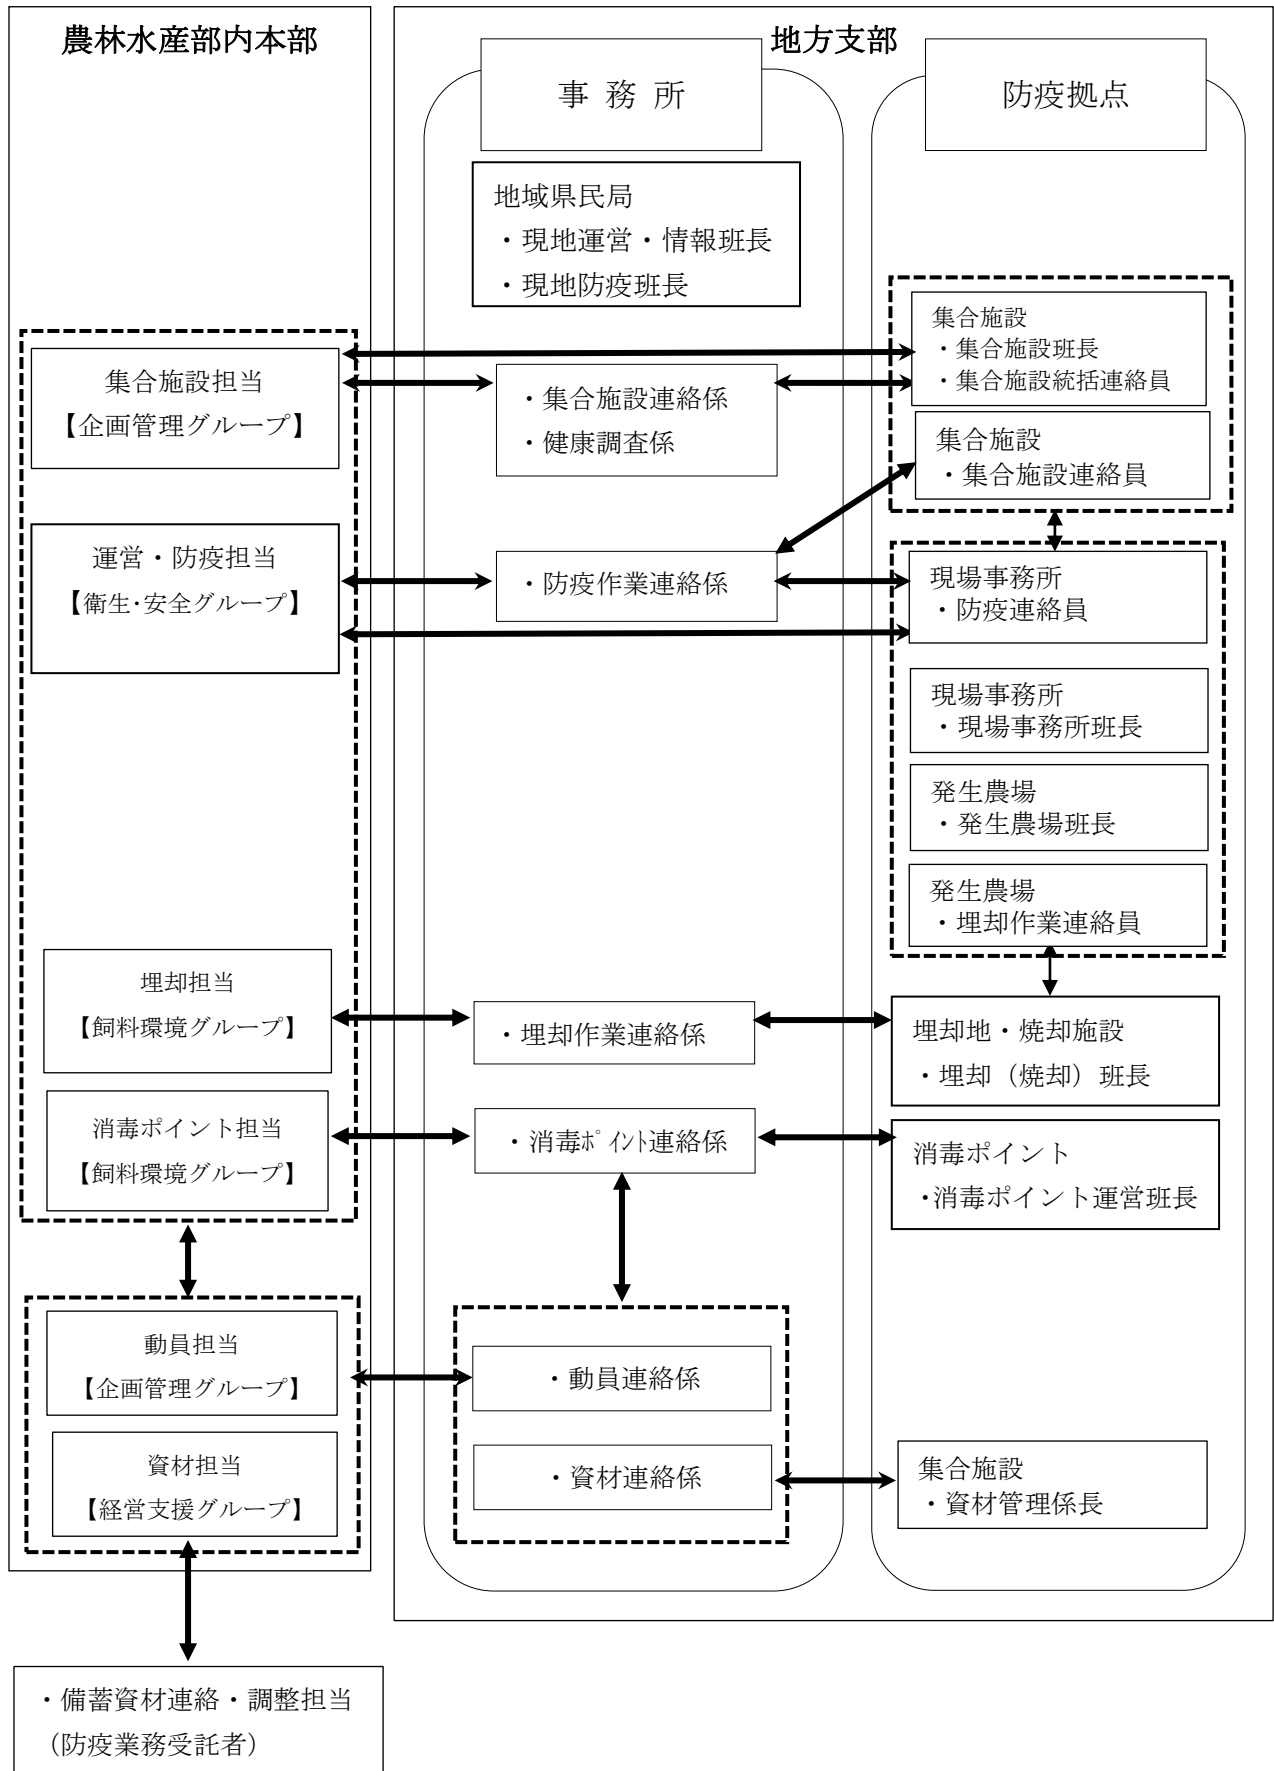 農林水産部内本部
集合施設担当
【企画管理グループ】
運営・防疫担当
【衛生･安全グループ】
埋却担当
【飼料環境グループ】
消毒ポイント担当
【飼料環境グループ】
動員担当
【企画管理グループ】
資材担当
【経営支援グループ】
・備蓄資材連絡・調整担当
（防疫業務受託者）
地方支部
事 務 所
地域県民局
・現地運営・情報班長
・現地防疫班長
・集合施設連絡係
・健康調査係
・防疫作業連絡係
・埋却作業連絡係
・消毒ﾎﾟｲﾝﾄ連絡係
・動員連絡係
・資材連絡係
防疫拠点
集合施設
・集合施設班長
・集合施設統括連絡員
集合施設
・集合施設連絡員
現場事務所
・防疫連絡員
現場事務所
・現場事務所班長
発生農場
・発生農場班長
発生農場
・埋却作業連絡員
埋却地・焼却施設
・埋却（焼却）班長
消毒ポイント
・消毒ポイント運営班長
集合施設
・資材管理係長